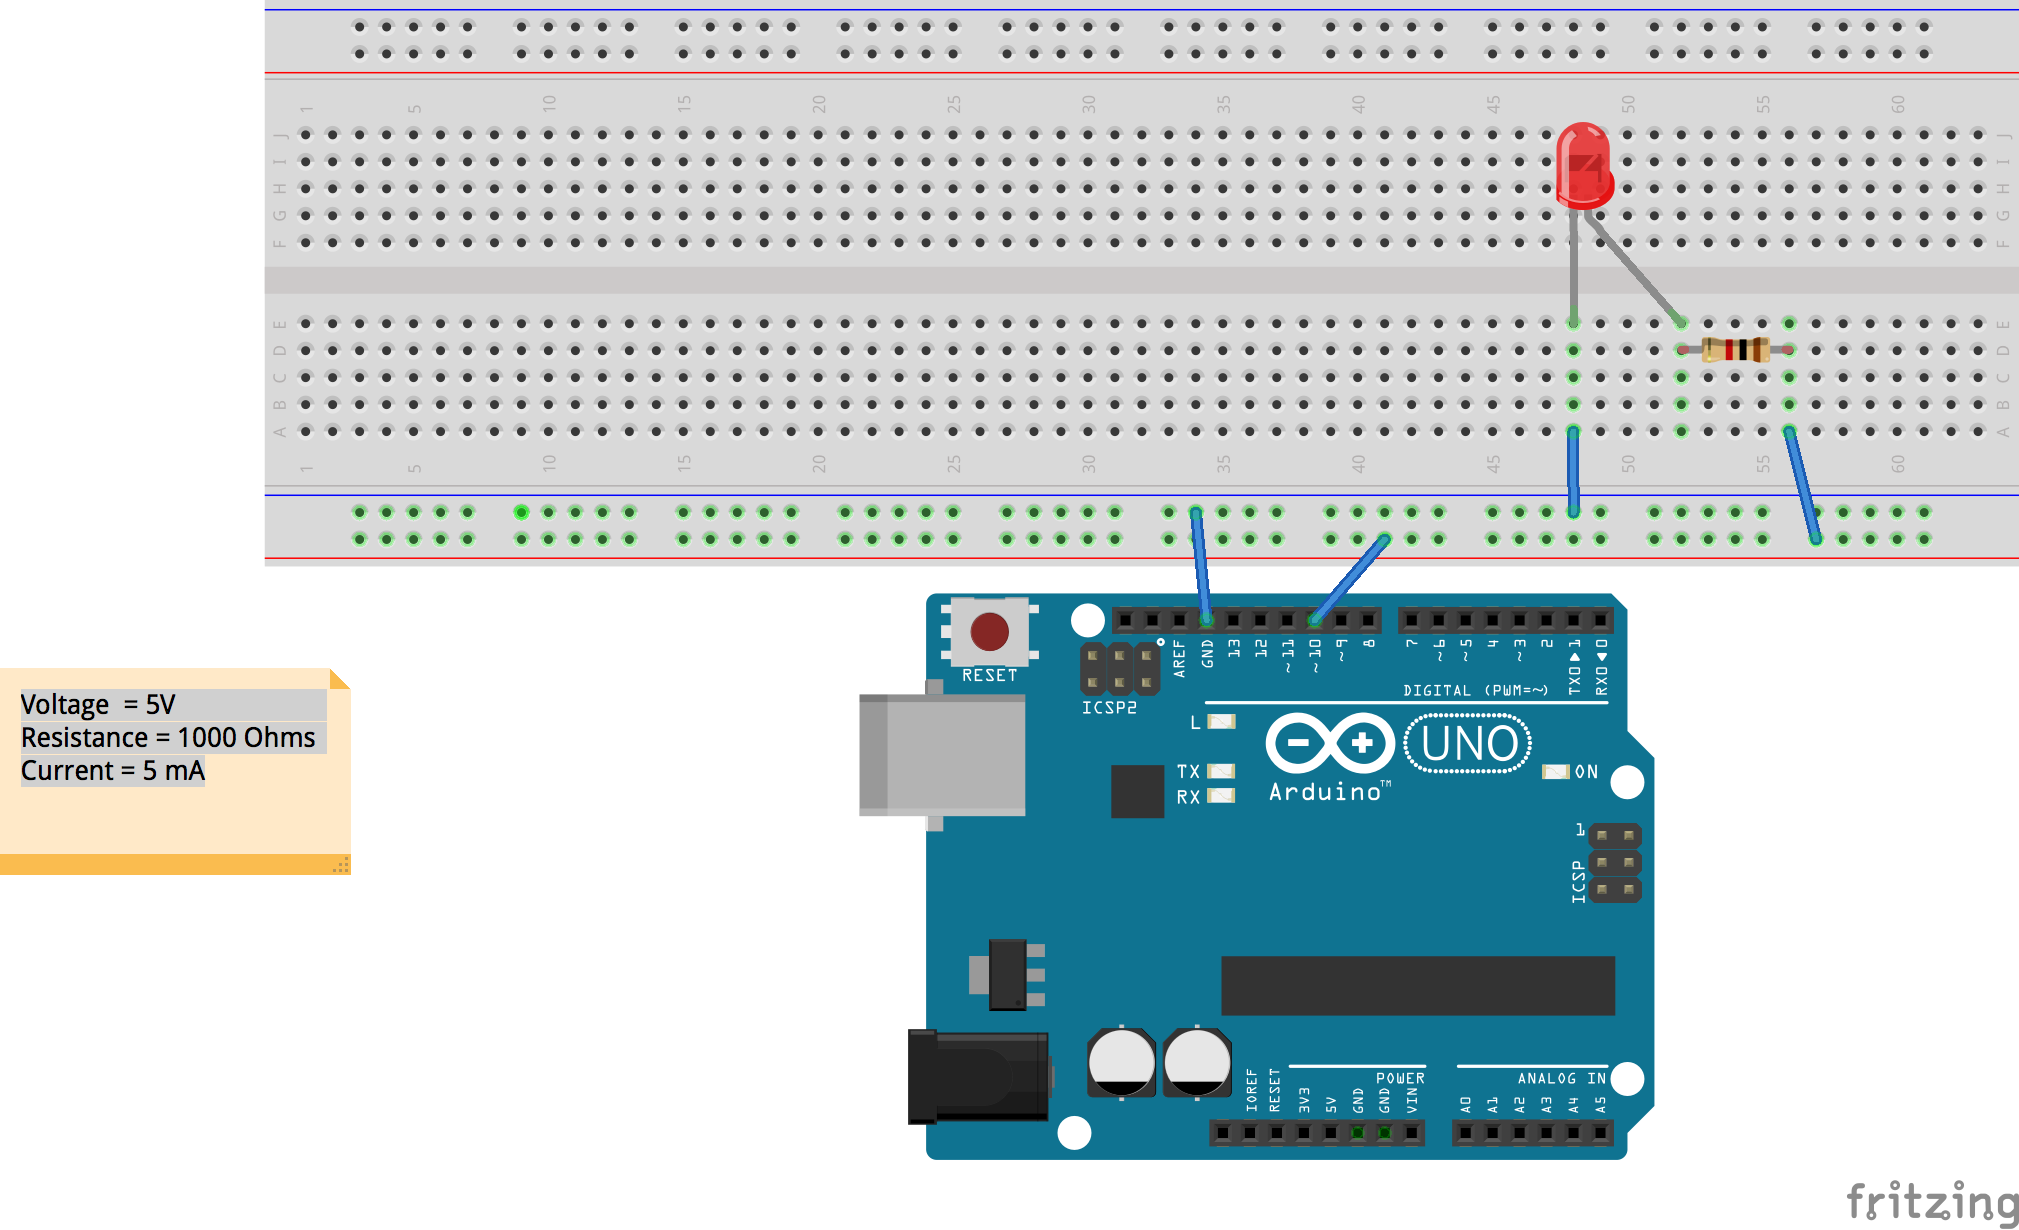 1 5 10 15 20 25 30 35 40 45 50 55 60
J J
I I
H H
G G
F F
E E
D D
C C
B B
A A
1 5 10 15 20 25 30 35 40 45 50 55 60
Voltage = 5V
Resistance = 1000 Ohms
Current = 5 mA
RESET
ICSP2
AREF GND 13 12 ~11 ~10 ~9 8 7 ~6 ~5 4 ~3 2 TX0▶1 RX0◀0
DIGITAL (PWM=~)
L
TX
RX
UNO
Arduino™
ON
1
ICSP
POWER
ANALOG IN
IOREF RESET 3V3 5V GND GND VIN A0 A1 A2 A3 A4 A5
fritzing